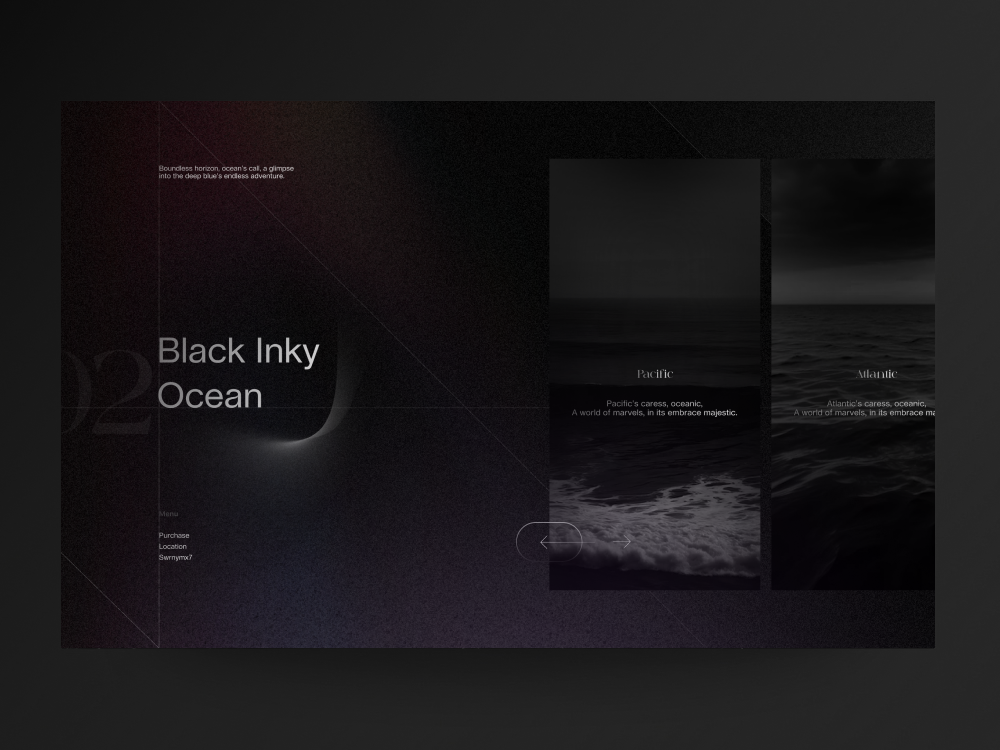 Boundless horizon, ocean's call, a glimpse
into the deep blue's endless adventure.
02
Black Inky
Ocean
Menu
Purchase
Location
Swrnymx7
Pacific
Pacific's caress, oceanic,
A world of marvels, in its embrace majestic.
Atlantic
Atlantic's caress, oceanic,
A world of marvels, in its embrace ma